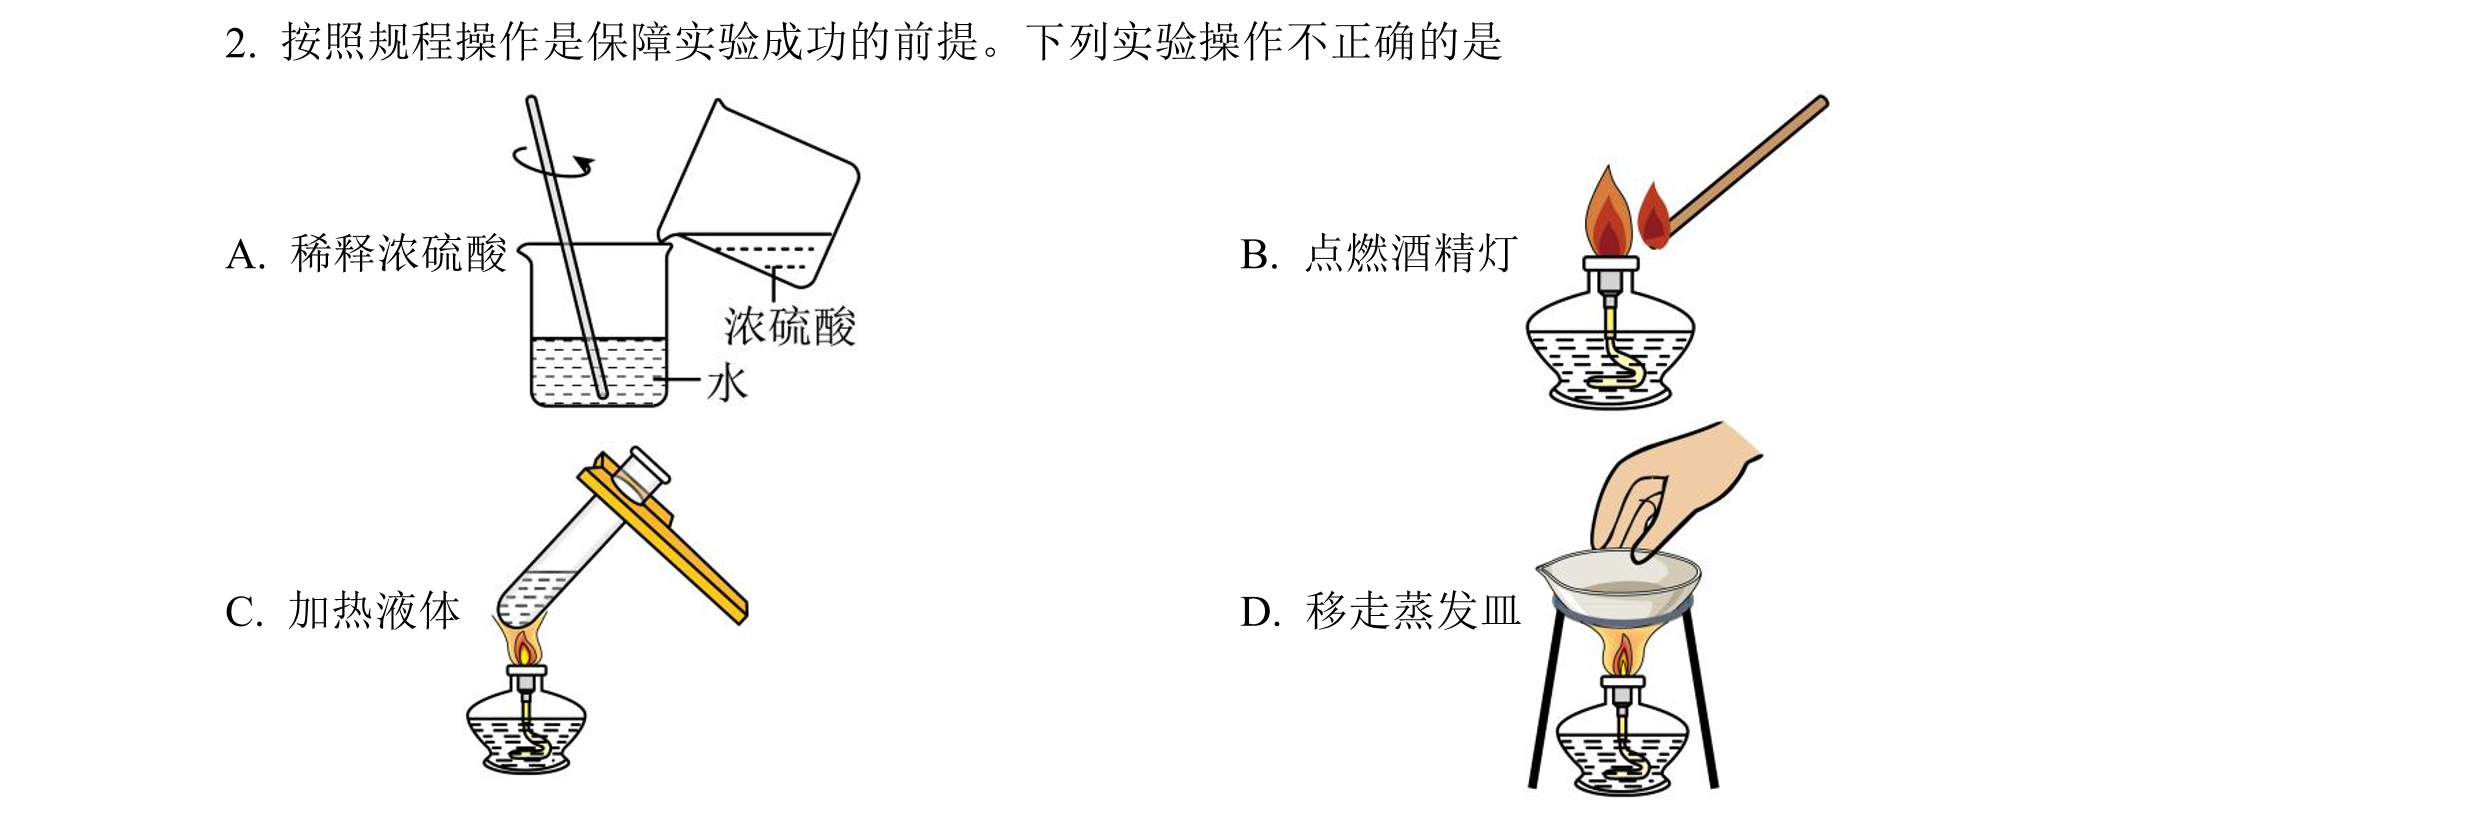 2. 按照规程操作是保障实验成功的前提。下列实验操作不正确的是
A. 稀释浓硫酸
浓硫酸
水
B. 点燃酒精灯
C. 加热液体
D. 移走蒸发皿